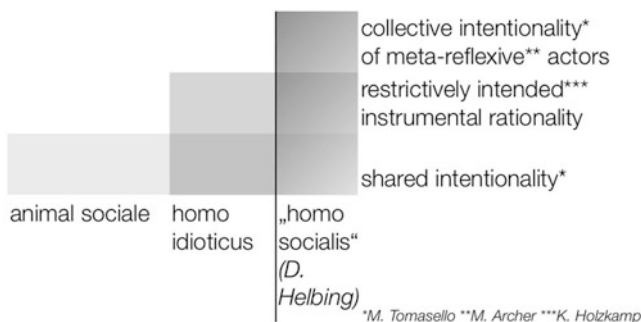 collective intentionality*
of meta-reflexive** actors
restrictively intended***
instrumental rationality
shared intentionality*
animal sociale
homo
idioticus
„homo
socialis“
(D.
Helbing)
*M. Tomasello **M. Archer ***K. Holzkamp